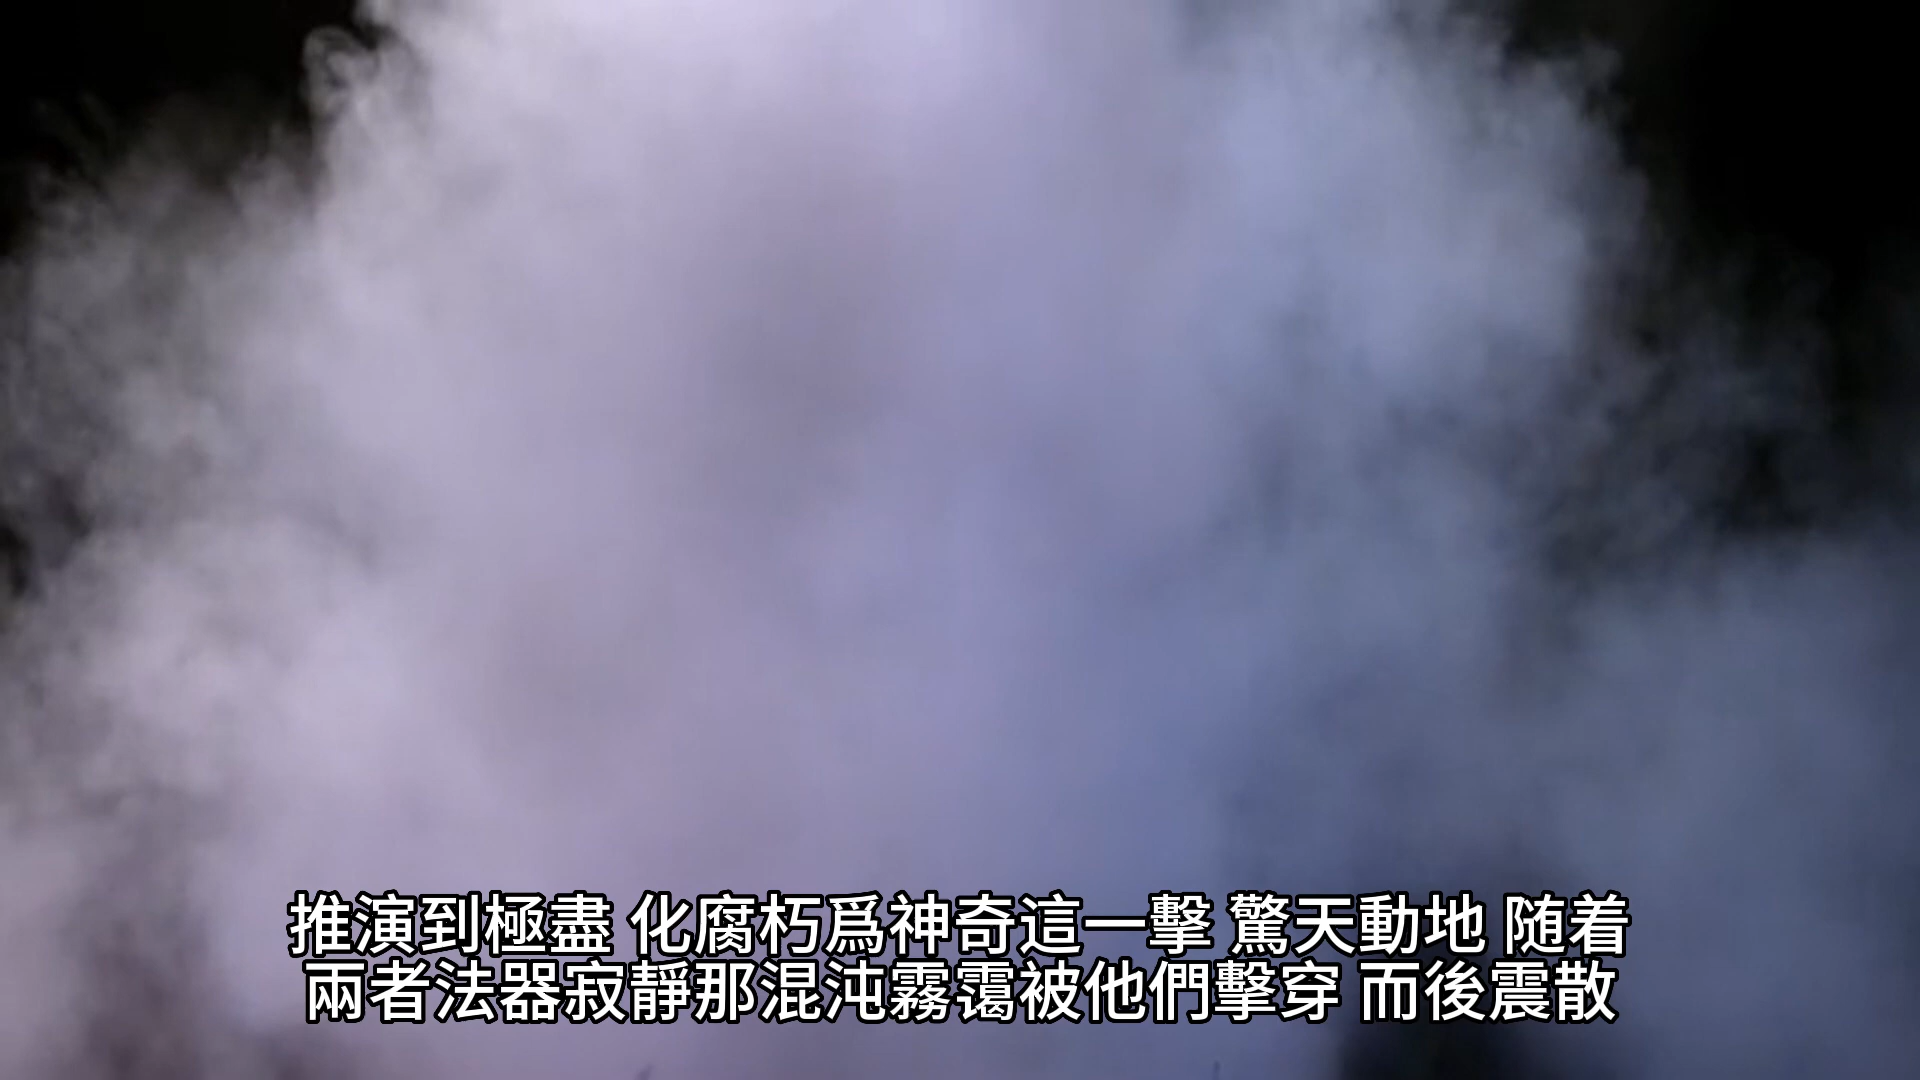 推演到極盡 化腐朽爲神奇這一擊 驚天動地 随着
兩者法器寂靜那混沌霧霭被他們擊穿 而後震散